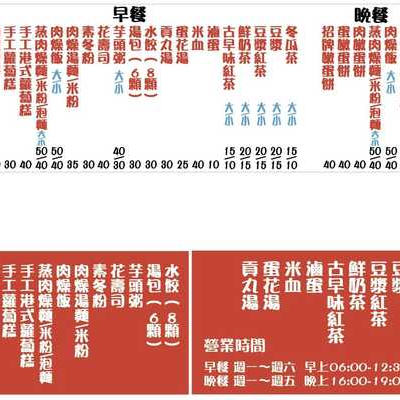 早餐
冬瓜茶 大小 15/10
豆漿 大小 20/15
豆漿紅茶 大小 20/15
鮮奶茶 大小 20/15
古早味紅茶 大小 15/10
滷蛋 10
米血 40
蛋花湯 25
貢丸湯 30
水餃(8顆) 30
湯包(6顆) 30
芋頭粥 大小 40/30
花壽司 40
素冬粉 30
肉燥湯麵/米粉 35
肉燥飯 大小 50/40
蒸肉燥麵/米粉/泡麵 大小 50/40
手工港式蘿蔔糕 40
手工蘿蔔糕 30
晚餐
肉燥飯 大小 50/40
蒸肉燥麵/米粉/泡麵 大小 50/40
蛋餅 40
蛋餅 40
招牌 蛋餅 40
水餃(8顆)
湯包(6顆)
芋頭粥
花壽司
素冬粉
肉燥湯麵/米粉
肉燥飯
蒸肉燥麵/米粉/泡麵
手工港式蘿蔔糕
手工蘿蔔糕
豆漿
豆漿紅茶
鮮奶茶
古早味紅茶
滷蛋
米血
蛋花湯
貢丸湯
營業時間
早餐 週一～週六 早上06:00-12:3
晚餐 週一～週五 晚上16:00-19:0